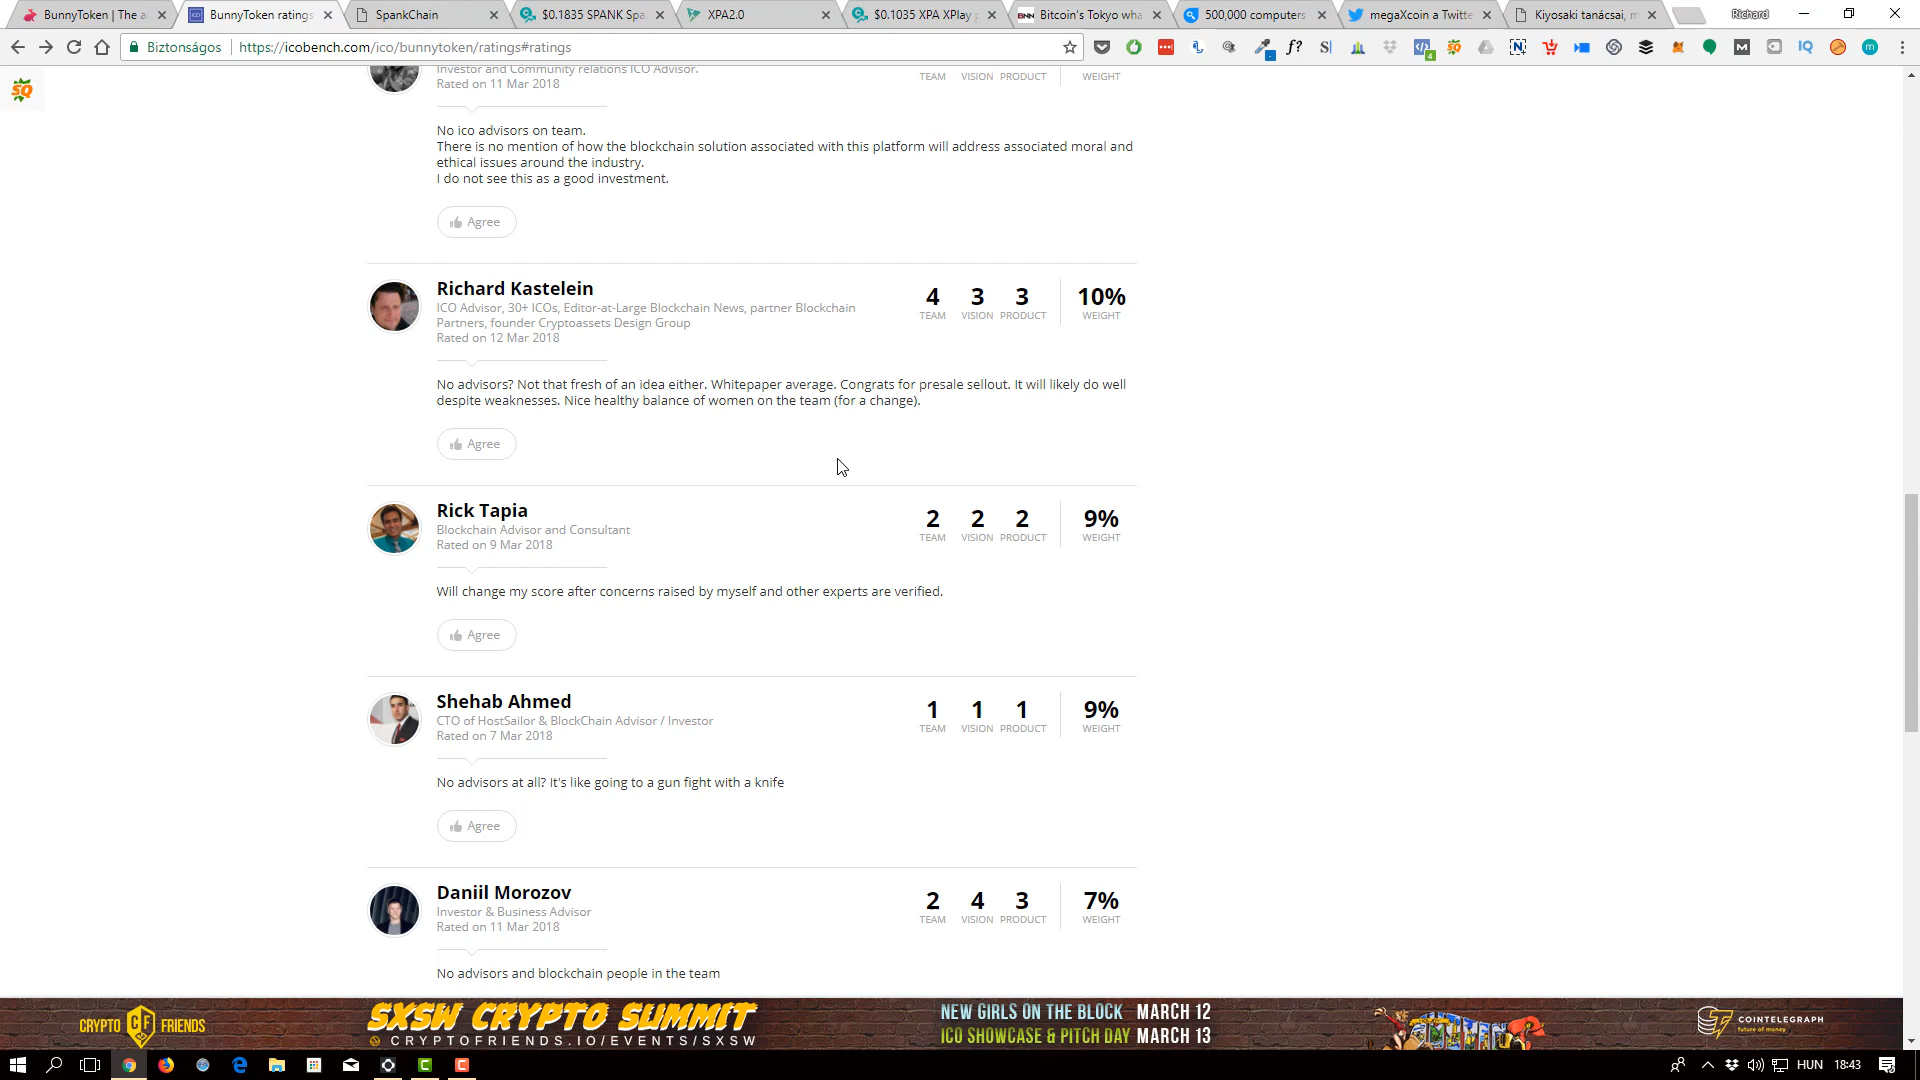 BunnyToken | The a
BunnyToken ratings
SpankChain
$0.1835 SPANK Spa
XPA2.0
$0.1035 XPA XPlay p
BNN Bitcoin's Tokyo wha
500,000 computers
megaXcoin a Twitte
Kiyosaki tanácsai, m
Richard
Biztonságos
https://icobench.com/ico/bunnytoken/ratings#ratings
SQ
Investor and Community relations ICO Advisor.
Rated on 11 Mar 2018
TEAM VISION PRODUCT WEIGHT
No ico advisors on team.
There is no mention of how the blockchain solution associated with this platform will address associated moral and
ethical issues around the industry.
I do not see this as a good investment.
Agree
Richard Kastelein
ICO Advisor, 30+ ICOs, Editor-at-Large Blockchain News, partner Blockchain
Partners, founder Cryptoassets Design Group
Rated on 12 Mar 2018
4 3 3 10%
TEAM VISION PRODUCT WEIGHT
No advisors? Not that fresh of an idea either. Whitepaper average. Congrats for presale sellout. It will likely do well
despite weaknesses. Nice healthy balance of women on the team (for a change).
Agree
Rick Tapia
Blockchain Advisor and Consultant
Rated on 9 Mar 2018
2 2 2 9%
TEAM VISION PRODUCT WEIGHT
Will change my score after concerns raised by myself and other experts are verified.
Agree
Shehab Ahmed
CTO of HostSailor & BlockChain Advisor / Investor
Rated on 7 Mar 2018
1 1 1 9%
TEAM VISION PRODUCT WEIGHT
No advisors at all? It's like going to a gun fight with a knife
Agree
Daniil Morozov
Investor & Business Advisor
Rated on 11 Mar 2018
2 4 3 7%
TEAM VISION PRODUCT WEIGHT
No advisors and blockchain people in the team
CRYPTO CF FRIENDS
SXSW CRYPTO SUMMIT
CRYPTOFRIENDS.IO/EVENTS/SXSW
NEW GIRLS ON THE BLOCK MARCH 12
ICO SHOWCASE & PITCH DAY MARCH 13
COINTELEGRAPH
future of money
HUN
18:43